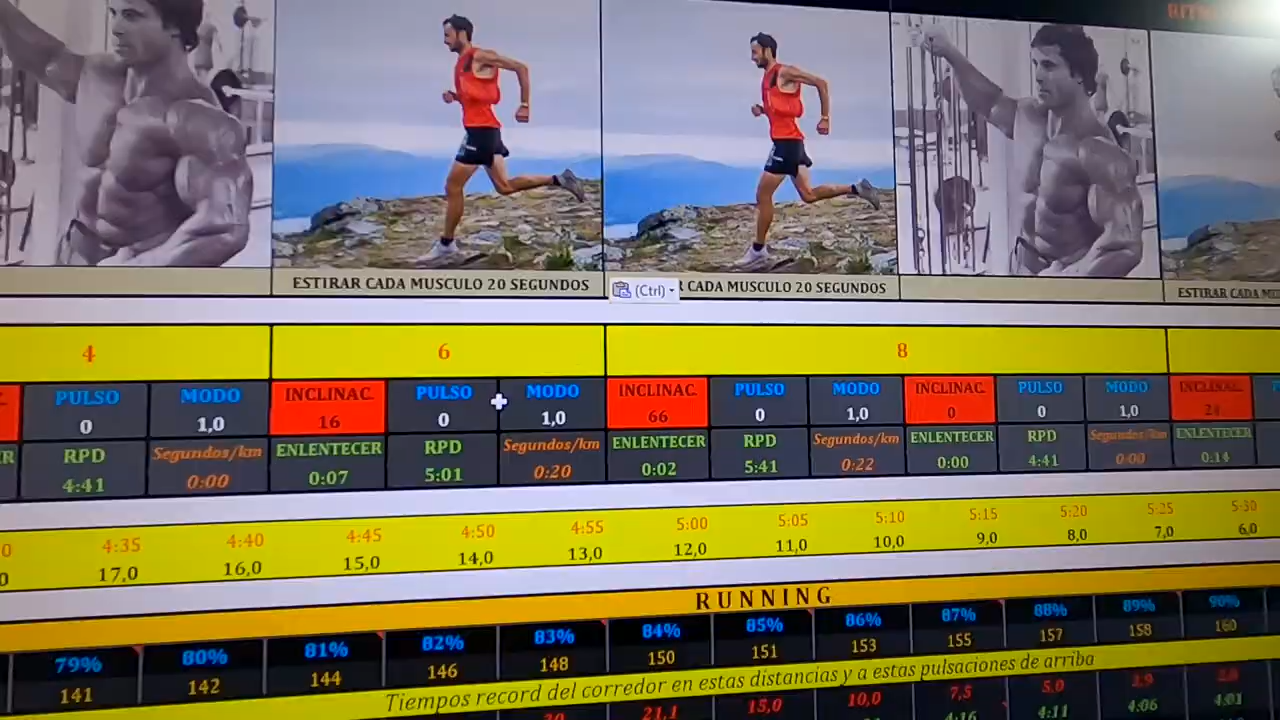 ESTIRAR CADA MUSCULO 20 SEGUNDOS
(Ctrl)
CADA MUSCULO 20 SEGUNDOS
ESTIRAR CADA
4 6 8
PULSO MODO INCLINAC. PULSO MODO INCLINAC. PULSO MODO INCLINAC. PULSO MODO INCLINAC.
0 1,0 16 0 1,0 66 0 1,0 0 0 1,0 24
RPD Segundos/km ENLENTECER RPD Segundos/km ENLENTECER RPD Segundos/km ENLENTECER RPD Segundos/km ENLENTECER
4:41 0:00 0:07 5:01 0:20 0:02 5:41 0:22 0:00 4:41 0:00 0:14
4:35 4:40 4:45 4:50 4:55 5:00 5:05 5:10 5:15 5:20 5:25 5:30
17,0 16,0 15,0 14,0 13,0 12,0 11,0 10,0 9,0 8,0 7,0 6,0
RUNNING
79% 80% 81% 82% 83% 84% 85% 86% 87% 88% 89% 90%
141 142 144 146 148 150 151 153 155 157 158 160
Tiempos record del corredor en estas distancias y a estas pulsaciones de arriba
21,1 15,0 10,0 7,5 5,0
4:16 4:11 4:06 4:01